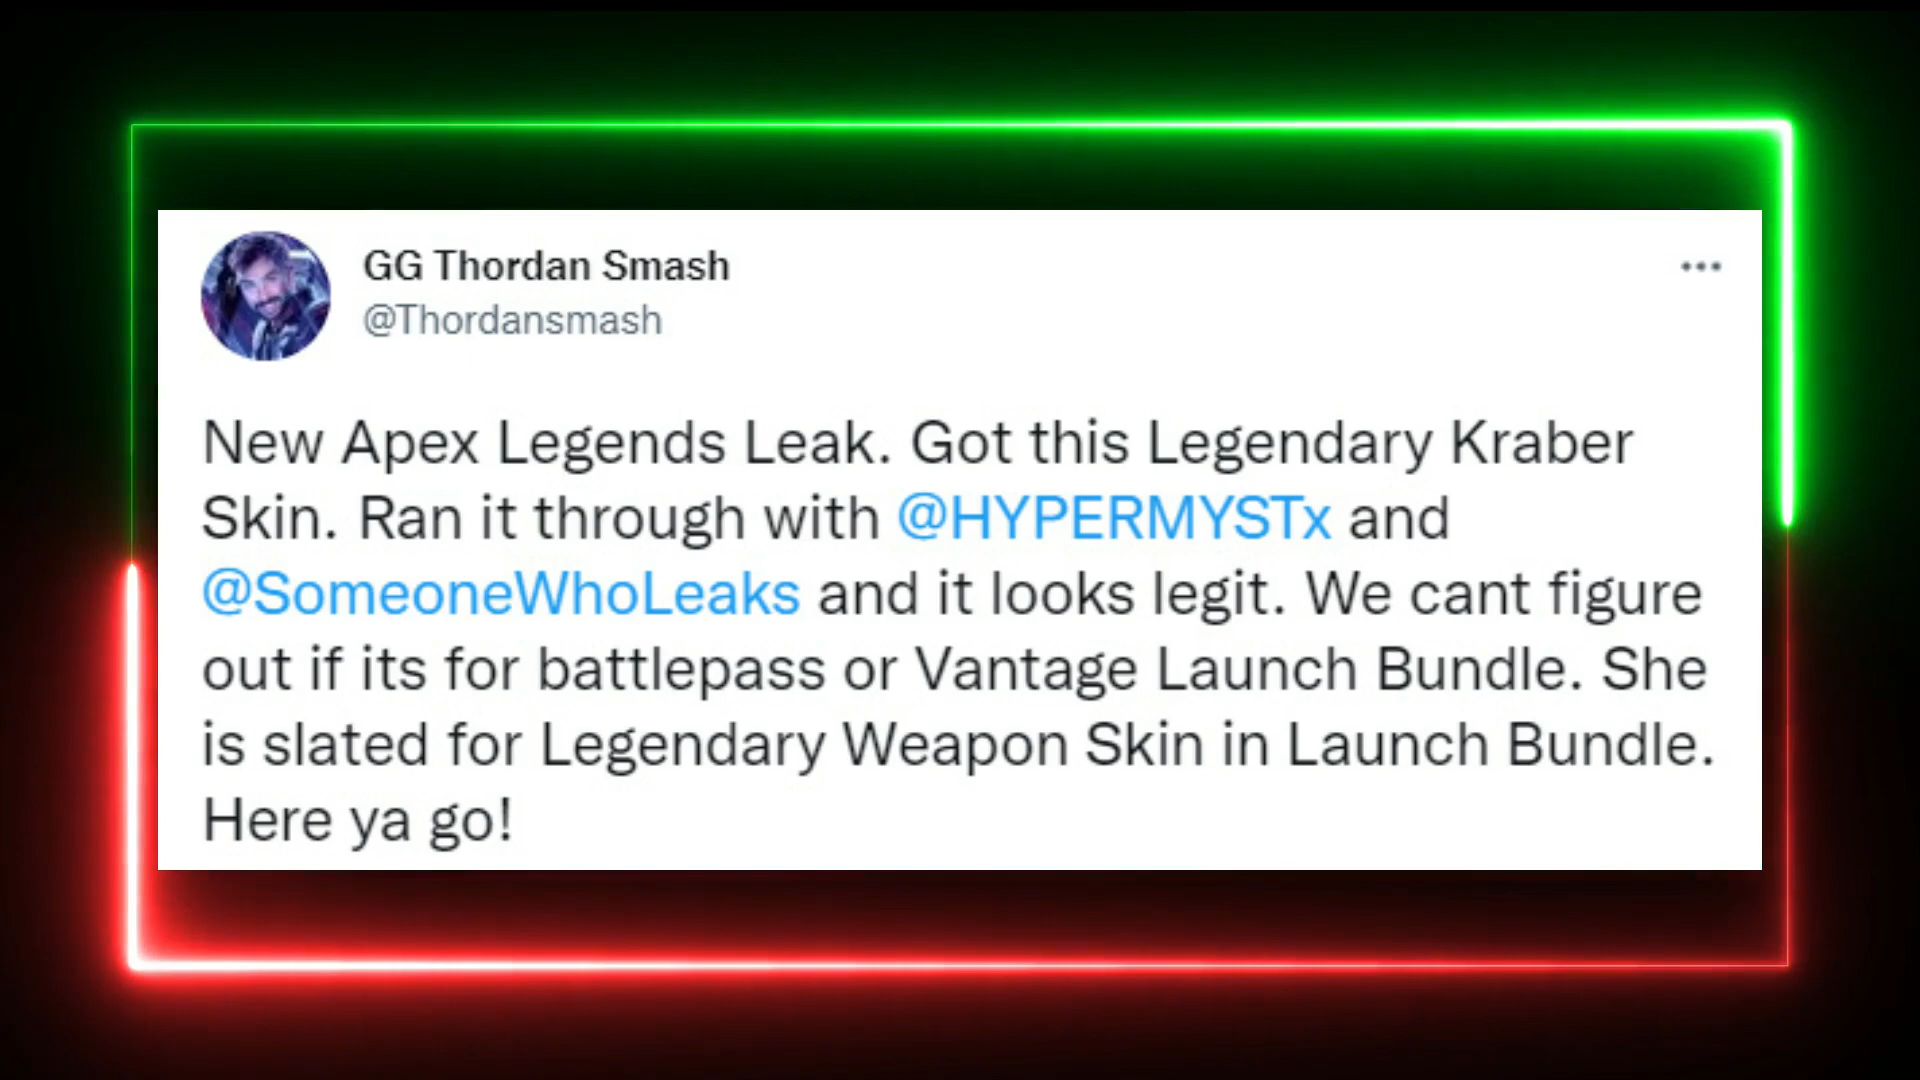 GG Thordan Smash
@Thordansmash
New Apex Legends Leak. Got this Legendary Kraber
Skin. Ran it through with @HYPERMYSTx and
@SomeoneWhoLeaks and it looks legit. We cant figure
out if its for battlepass or Vantage Launch Bundle. She
is slated for Legendary Weapon Skin in Launch Bundle.
Here ya go!